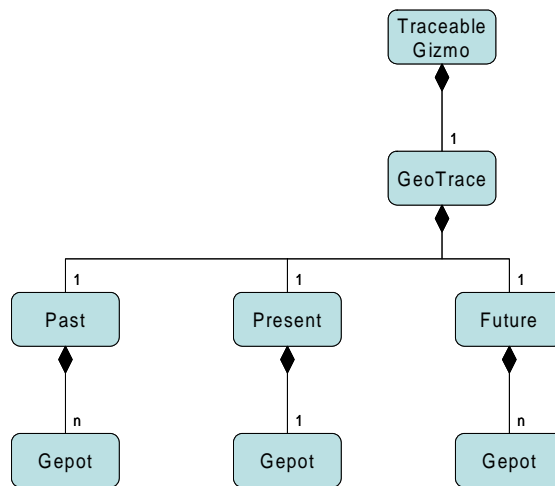 Traceable
Gizmo
1
GeoTrace
1 1 1
Past Present Future
n 1 n
Gepot Gepot Gepot